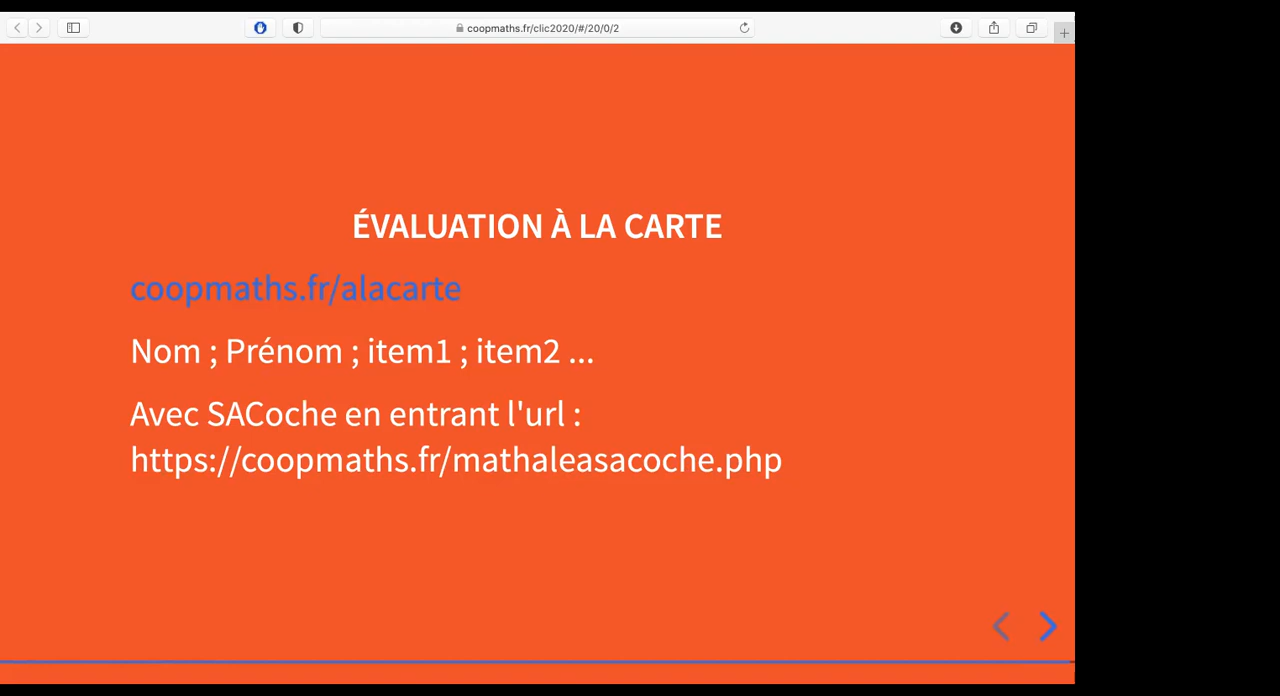 coopmaths.fr/clic2020/#/20/0/2
ÉVALUATION À LA CARTE
coopmaths.fr/alacarte
Nom ; Prénom ; item1 ; item2 ...
Avec SACoche en entrant l'url :
https://coopmaths.fr/mathaleasacoche.php